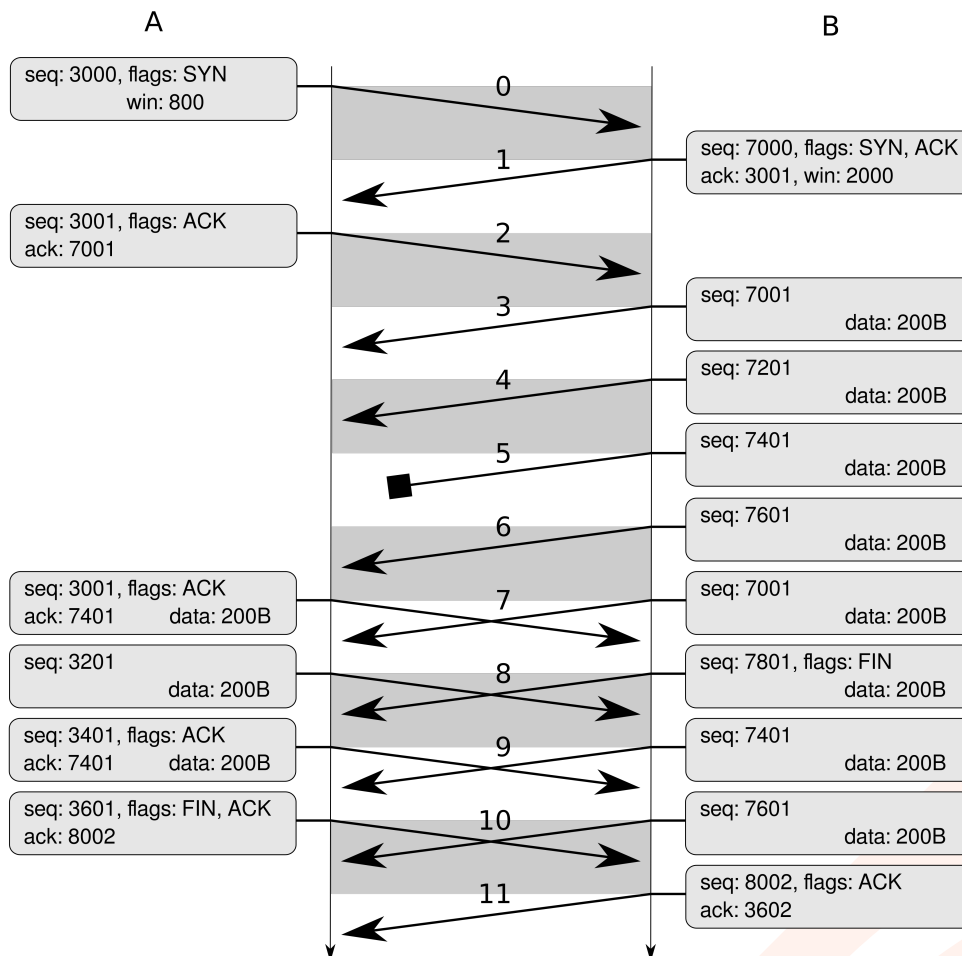 A
B
seq: 3000, flags: SYN
win: 800
0
1
seq: 7000, flags: SYN, ACK
ack: 3001, win: 2000
seq: 3001, flags: ACK
ack: 7001
2
3
seq: 7001
data: 200B
4
seq: 7201
data: 200B
5
seq: 7401
data: 200B
6
seq: 7601
data: 200B
seq: 3001, flags: ACK
ack: 7401 data: 200B
7
seq: 7001
data: 200B
seq: 3201
data: 200B
8
seq: 7801, flags: FIN
data: 200B
seq: 3401, flags: ACK
ack: 7401 data: 200B
9
seq: 7401
data: 200B
seq: 3601, flags: FIN, ACK
ack: 8002
10
seq: 7601
data: 200B
11
seq: 8002, flags: ACK
ack: 3602